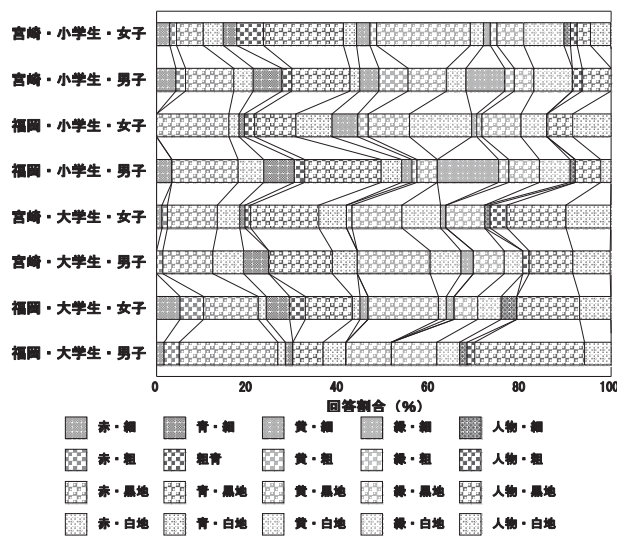 宮崎・小学生・女子
宮崎・小学生・男子
福岡・小学生・女子
福岡・小学生・男子
宮崎・大学生・女子
宮崎・大学生・男子
福岡・大学生・女子
福岡・大学生・男子
0 20 40 60 80 100
回答割合（%）
赤・細 青・細 黄・細 緑・細 人物・細
赤・粗 粗青 黄・粗 緑・粗 人物・粗
赤・黒地 青・黒地 黄・黒地 緑・黒地 人物・黒地
赤・白地 青・白地 黄・白地 緑・白地 人物・白地